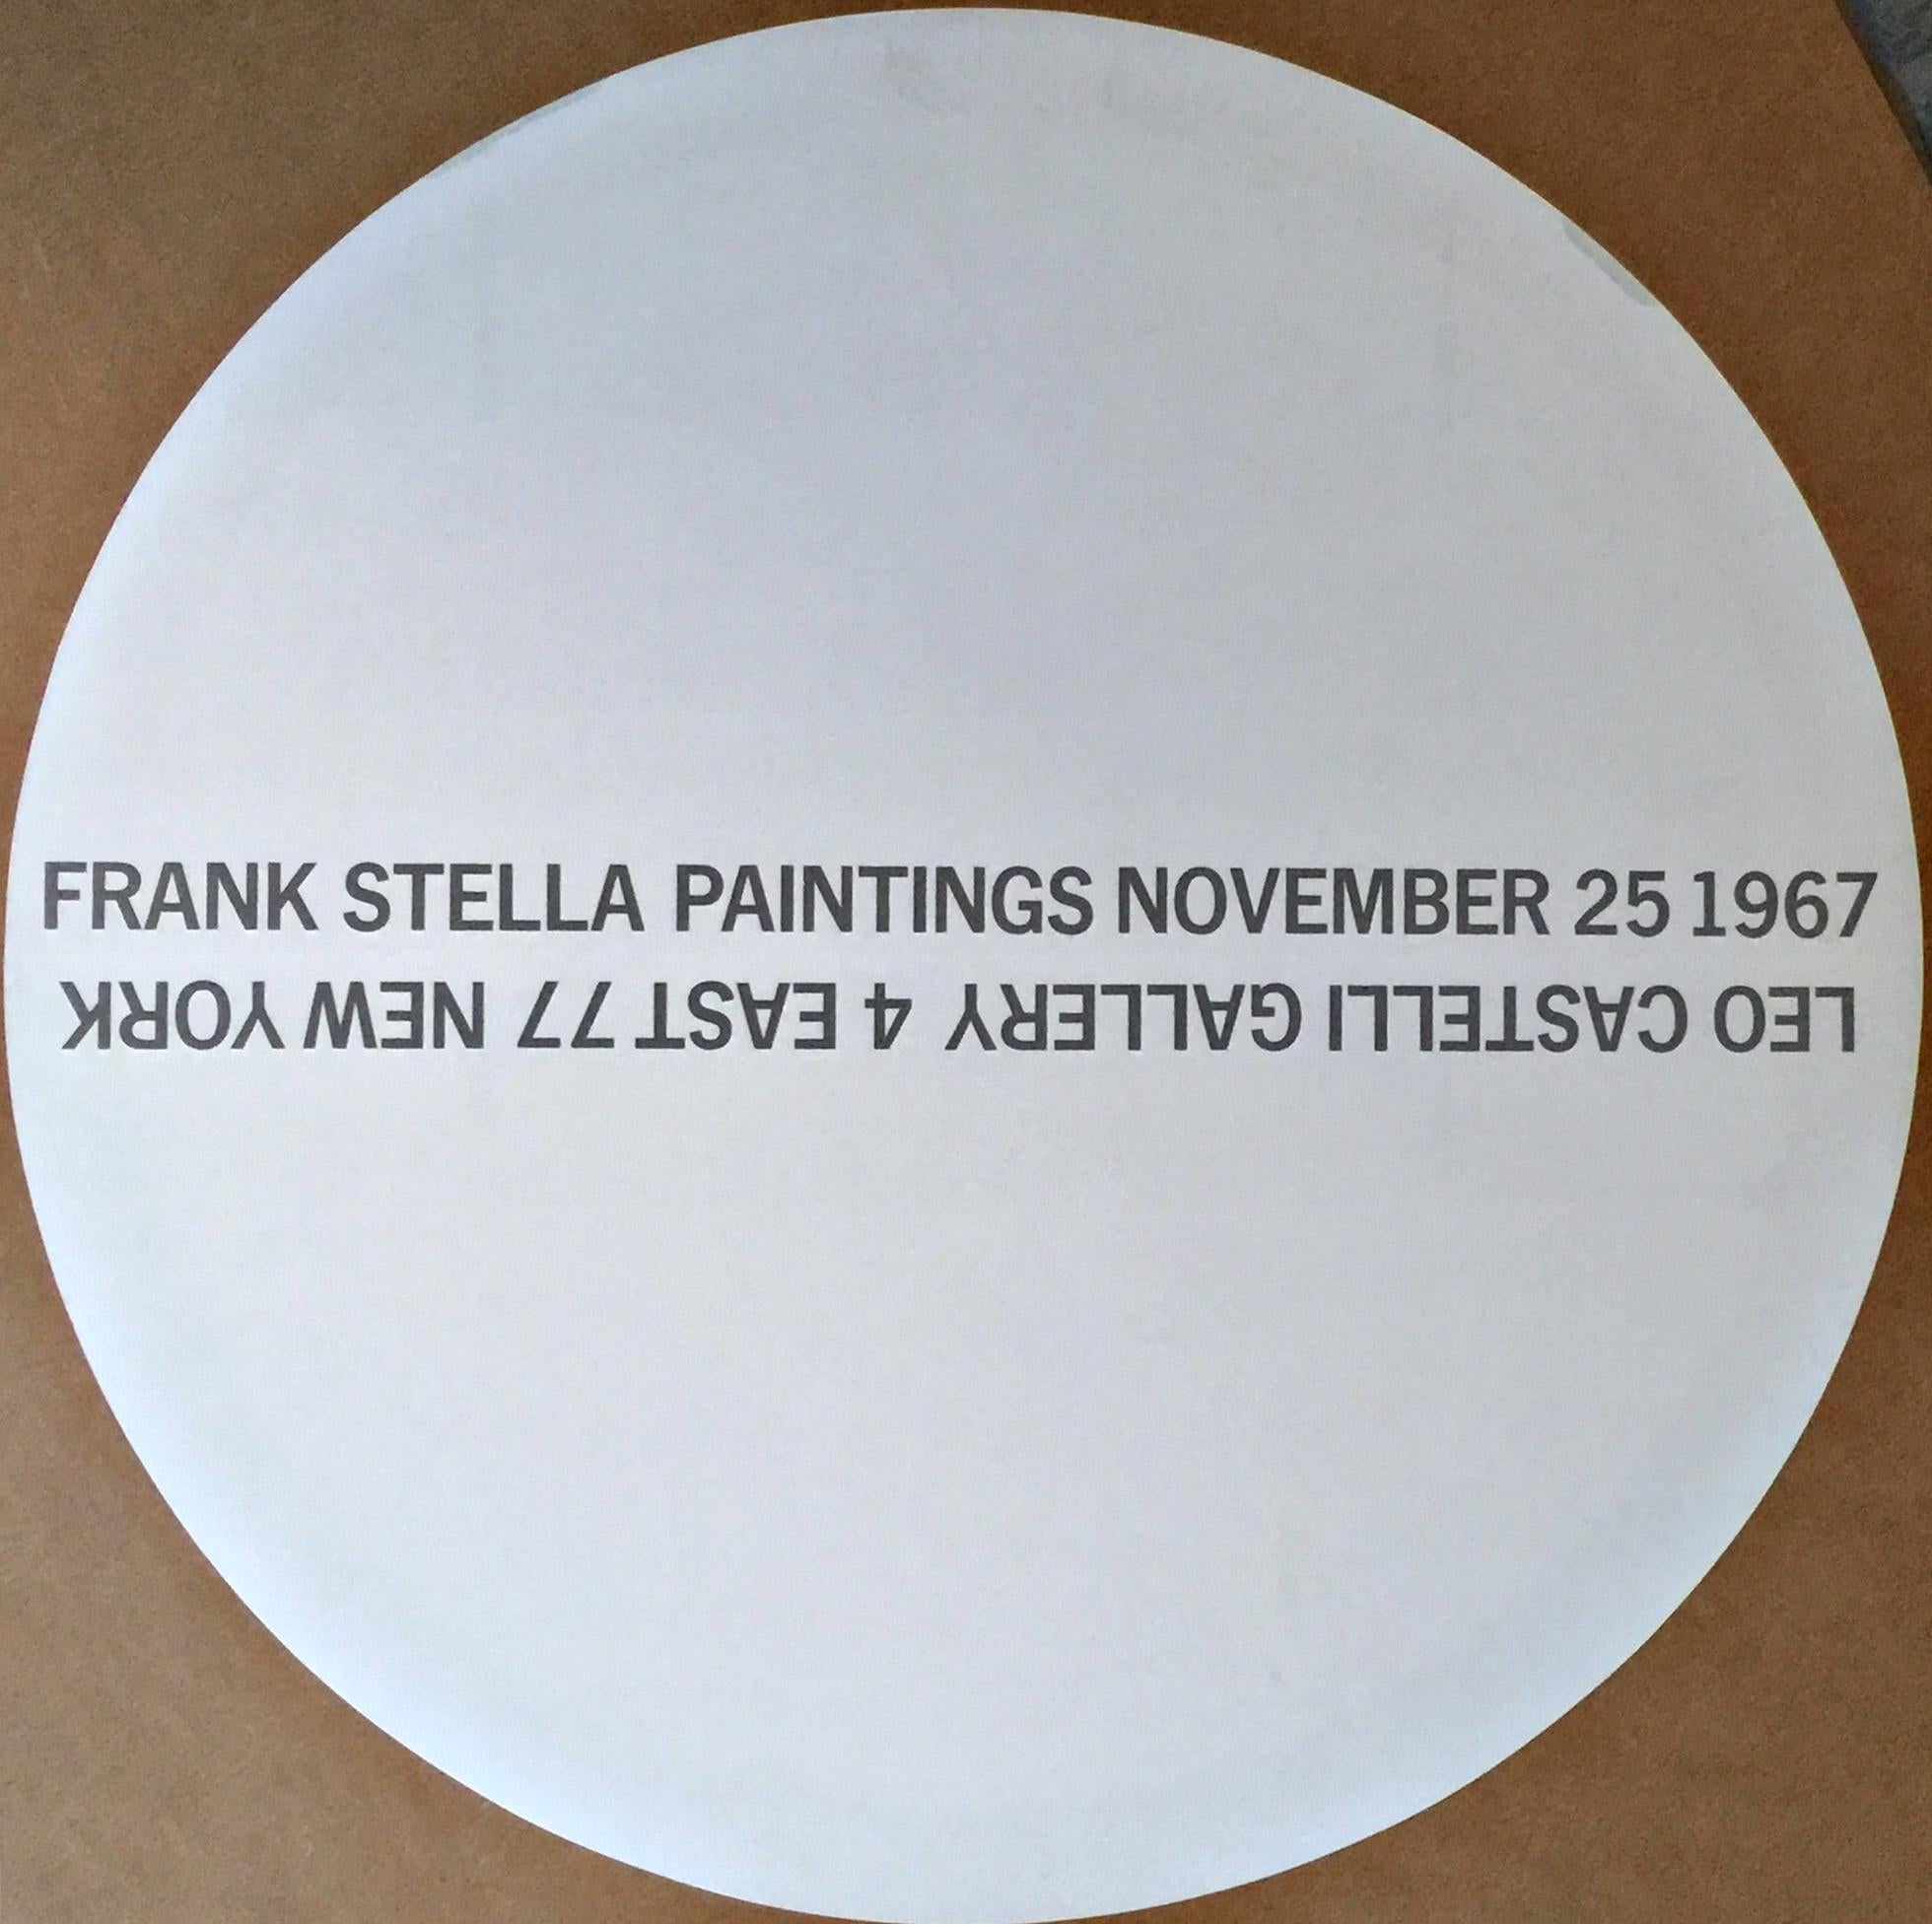 FRANK STELLA PAINTINGS NOVEMBER 25 1967
LEO CASTELLI GALLERY 4 EAST 77 NEW YORK